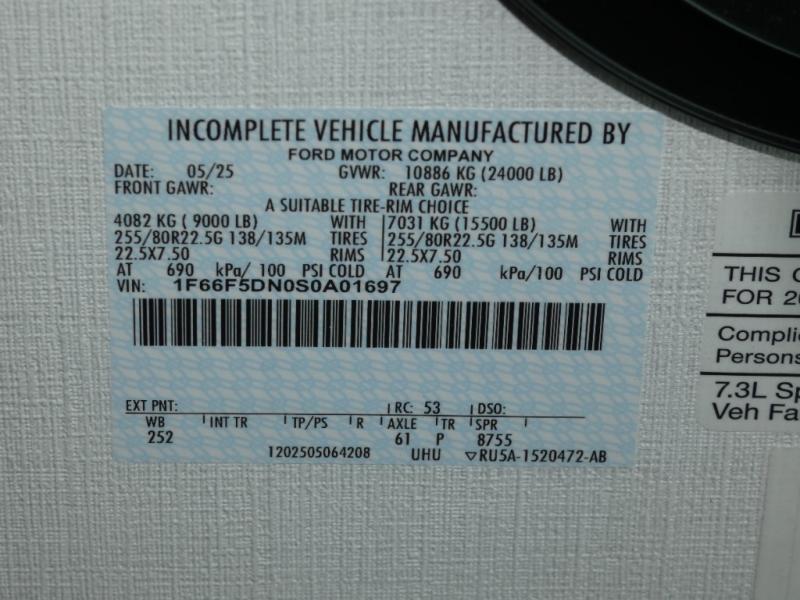 INCOMPLETE VEHICLE MANUFACTURED BY
FORD MOTOR COMPANY
DATE: 05/25 GVWR: 10886 KG (24000 LB)
FRONT GAWR: REAR GAWR:
A SUITABLE TIRE-RIM CHOICE
4082 KG ( 9000 LB) WITH 7031 KG (15500 LB) WITH
255/80R22.5G 138/135M TIRES 255/80R22.5G 138/135M TIRES
22.5X7.50 RIMS 22.5X7.50 RIMS
AT 690 kPa/ 100 PSI COLD AT 690 kPa/100 PSI COLD
VIN: 1F66F5DN0S0A01697
EXT PNT: RC: 53 DSO:
WB INT TR TP/PS R AXLE TR SPR
252 61 P 8755
1202505064208 UHU ▽RU5A-1520472-AB
THIS
FOR
Persons
7.3L
Veh